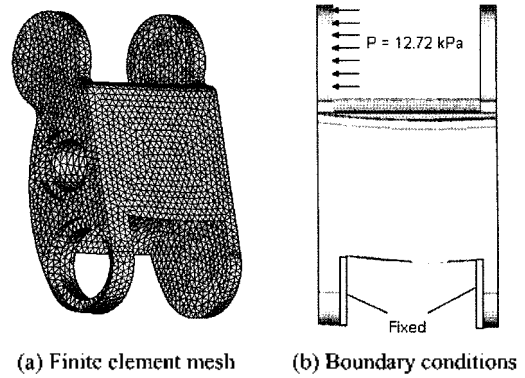 P = 12.72 kPa
Fixed
(a) Finite element mesh
(b) Boundary conditions